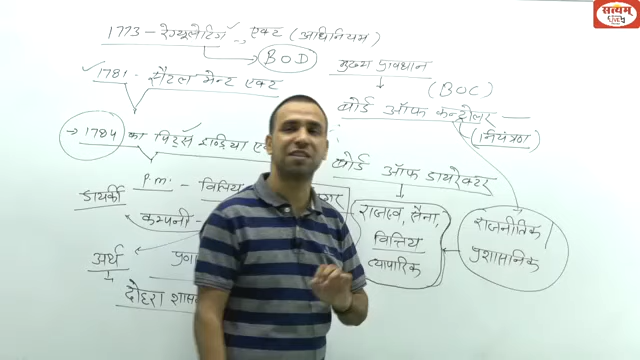 1773 - रेग्यूलेटिंग एक्ट (अधिनियम)
BOD
1781 - सैटल मेन्ट एक्ट
→ 1784 का पिट्स इण्डिया
P.M. - विलिय
डायर्की
कम्पनी -
अर्थ
दोहरा शास
मुख्य प्रावधान
(BOC)
बोर्ड ऑफ कन्ट्रोलर
(नियंत्रण)
बोर्ड ऑफ डायरेक्टर
राजस्व, सैना,
वित्तिय
व्यापारिक
राजनीतिक/
प्रशासनिक
सत्यम्